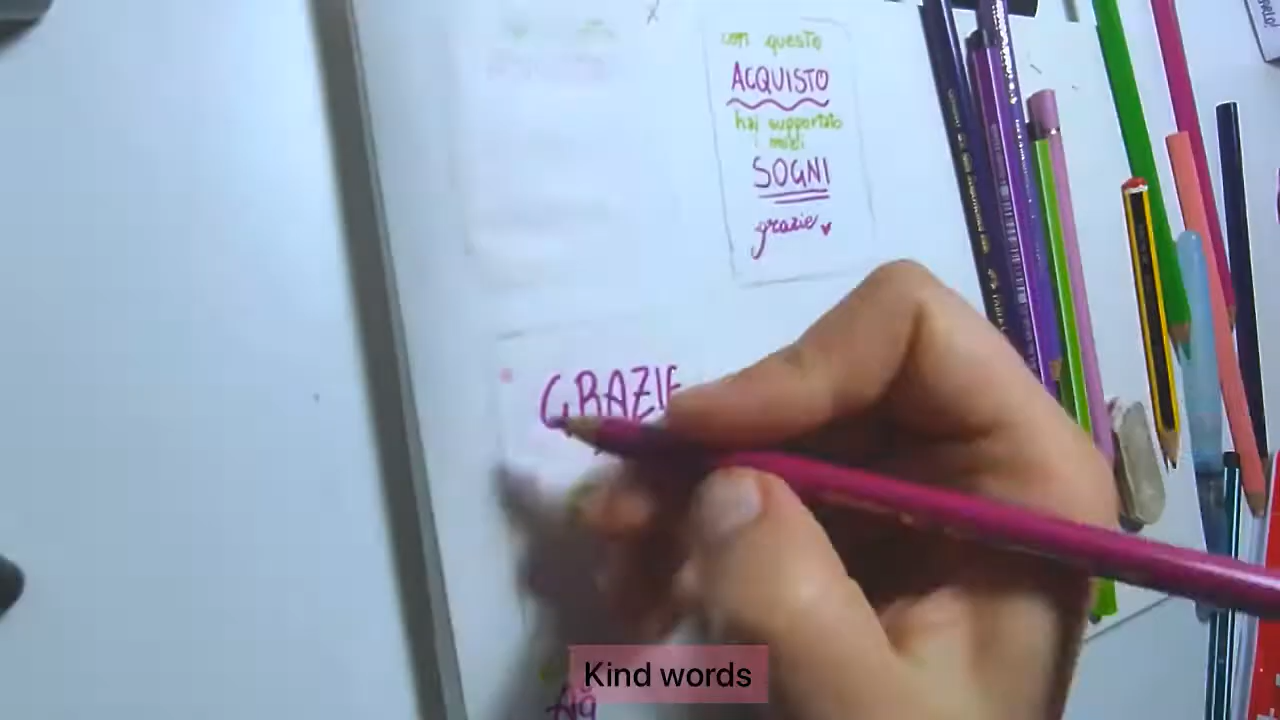 con questo
ACQUISTO
hai supportato
molti
SOGNI
grazie
GRAZIE
Kind words